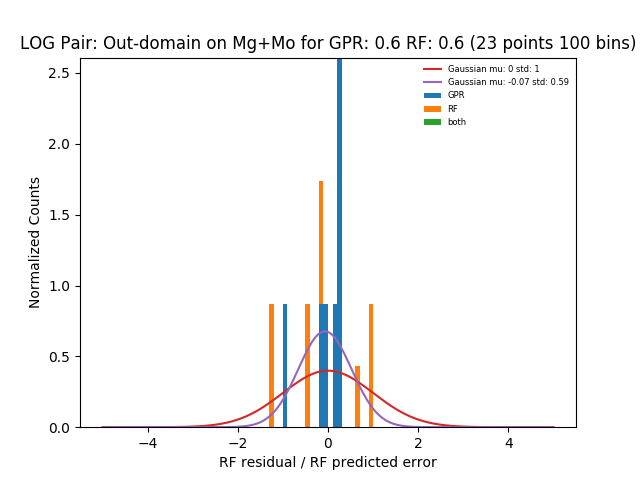 LOG Pair: Out-domain on Mg+Mo for GPR: 0.6 RF: 0.6 (23 points 100 bins)
Gaussian mu: 0 std: 1
Gaussian mu: -0.07 std: 0.59
GPR
RF
both
Normalized Counts
2.5
2.0
1.5
1.0
0.5
0.0
−4 −2 0 2 4
RF residual / RF predicted error